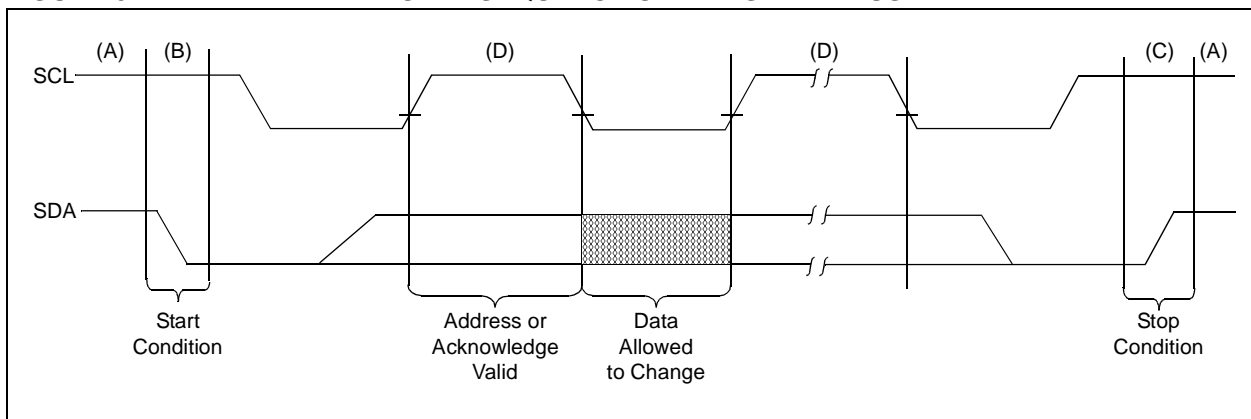 (A) (B) (D) (D) (C) (A)
SCL
SDA
Start
Condition
Address or
Acknowledge
Valid
Data
Allowed
to Change
Stop
Condition